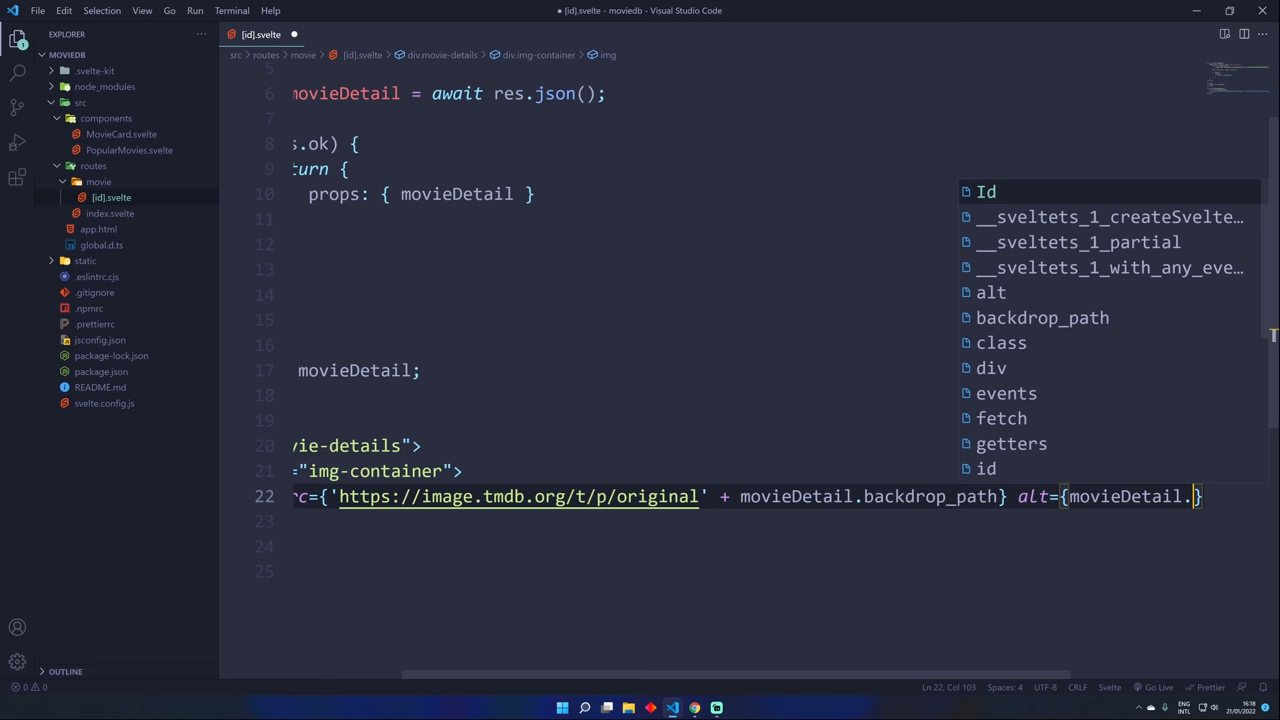 File Edit Selection View Go Run Terminal Help
● [id].svelte - moviedb - Visual Studio Code
EXPLORER
MOVIEDB
.svelte-kit
node_modules
src
components
MovieCard.svelte
PopularMovies.svelte
routes
movie
[id].svelte
index.svelte
app.html
global.d.ts
static
.eslintrc.cjs
.gitignore
.npmrc
.prettierrc
jsconfig.json
package-lock.json
package.json
README.md
svelte.config.js
OUTLINE
[id].svelte
src > routes > movie > [id].svelte > div.movie-details > div.img-container > img
5
6 movieDetail = await res.json();
7
8 s.ok) {
9 turn {
10 props: { movieDetail }
11
12
13
14
15
16
17 movieDetail;
18
19
20 vie-details">
21 ="img-container">
22 rc={'https://image.tmdb.org/t/p/original' + movieDetail.backdrop_path} alt={movieDetail.}
23
24
25
Id
__sveltets_1_createSvelte...
__sveltets_1_partial
__sveltets_1_with_any_eve...
alt
backdrop_path
class
div
events
fetch
getters
id
0 0
Ln 22, Col 103 Spaces: 4 UTF-8 CRLF Svelte Go Live Prettier
ENG
INTL
16:18
21/01/2022